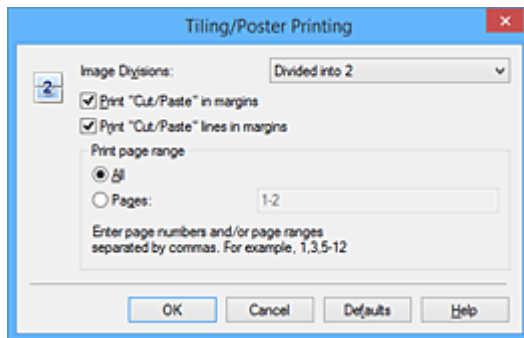 Tiling/Poster Printing
Image Divisions: Divided into 2
2
Print "Cut/Paste" in margins
Print "Cut/Paste" lines in margins
Print page range
All
Pages: 1-2
Enter page numbers and/or page ranges
separated by commas. For example, 1,3,5-12
OK Cancel Defaults Help